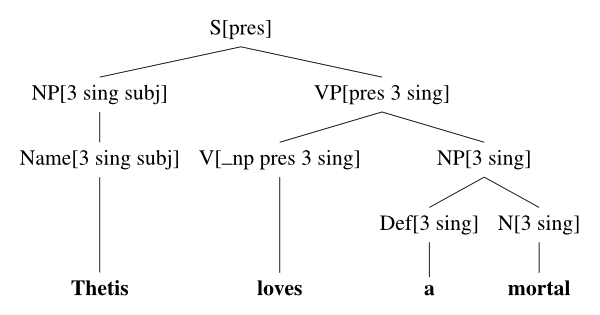 S[pres]
NP[3 sing subj] VP[pres 3 sing]
Name[3 sing subj] V[_np pres 3 sing] NP[3 sing]
Def[3 sing] N[3 sing]
Thetis loves a mortal